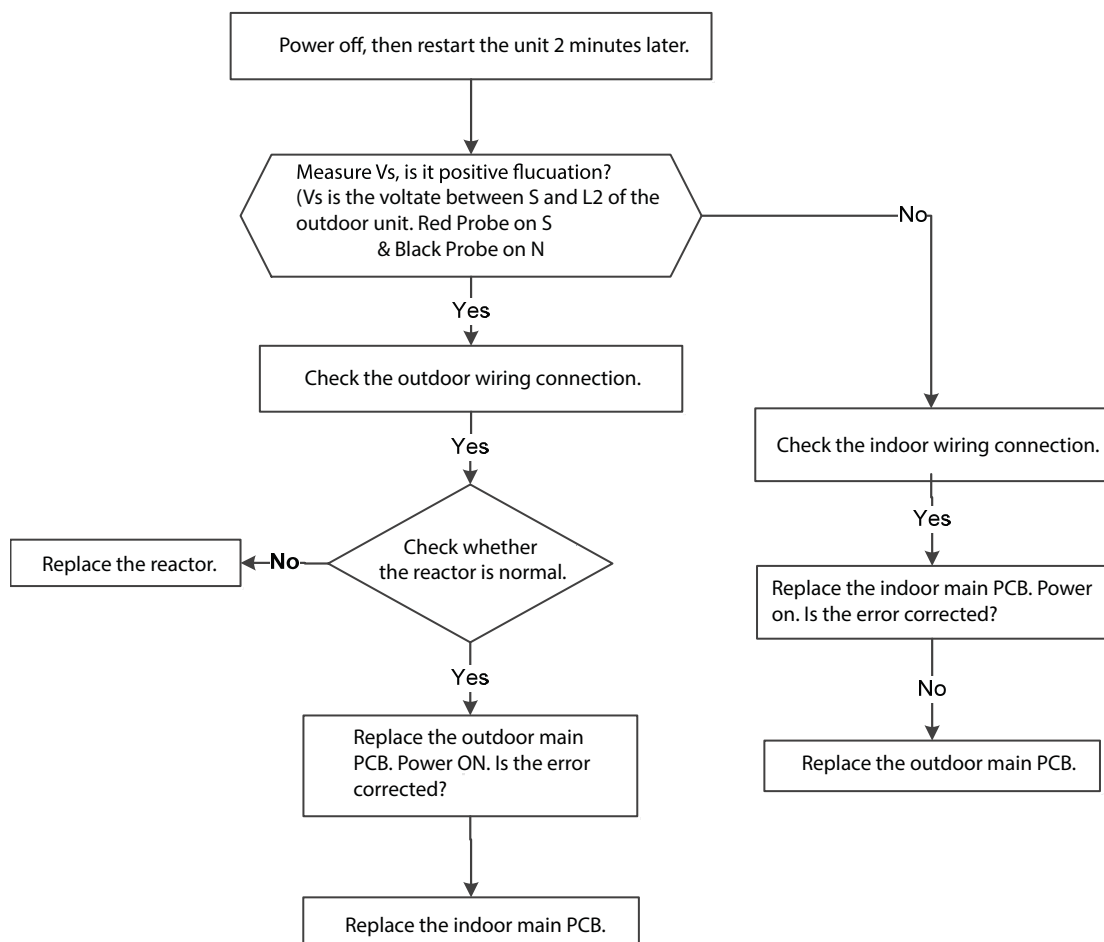 Power off, then restart the unit 2 minutes later.
Measure Vs, is it positive flucuation?
(Vs is the voltate between S and L2 of the
outdoor unit. Red Probe on S
& Black Probe on N
No
Yes
Check the outdoor wiring connection.
Yes
Check the indoor wiring connection.
Yes
Check whether
the reactor is normal.
No
Replace the reactor.
Replace the indoor main PCB. Power
on. Is the error corrected?
Yes
No
Replace the outdoor main
PCB. Power ON. Is the error
corrected?
Replace the outdoor main PCB.
Replace the indoor main PCB.